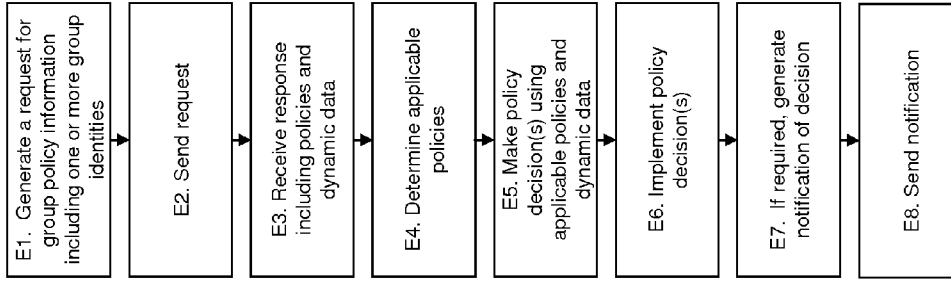 E1. Generate a request for
group policy information
including one or more group
identities
E2. Send request
E3. Receive response
including policies and
dynamic data
E4. Determine applicable
policies
E5. Make policy
decision(s) using
applicable policies and
dynamic data
E6. Implement policy
decision(s)
E7. If required, generate
notification of decision
E8. Send notification